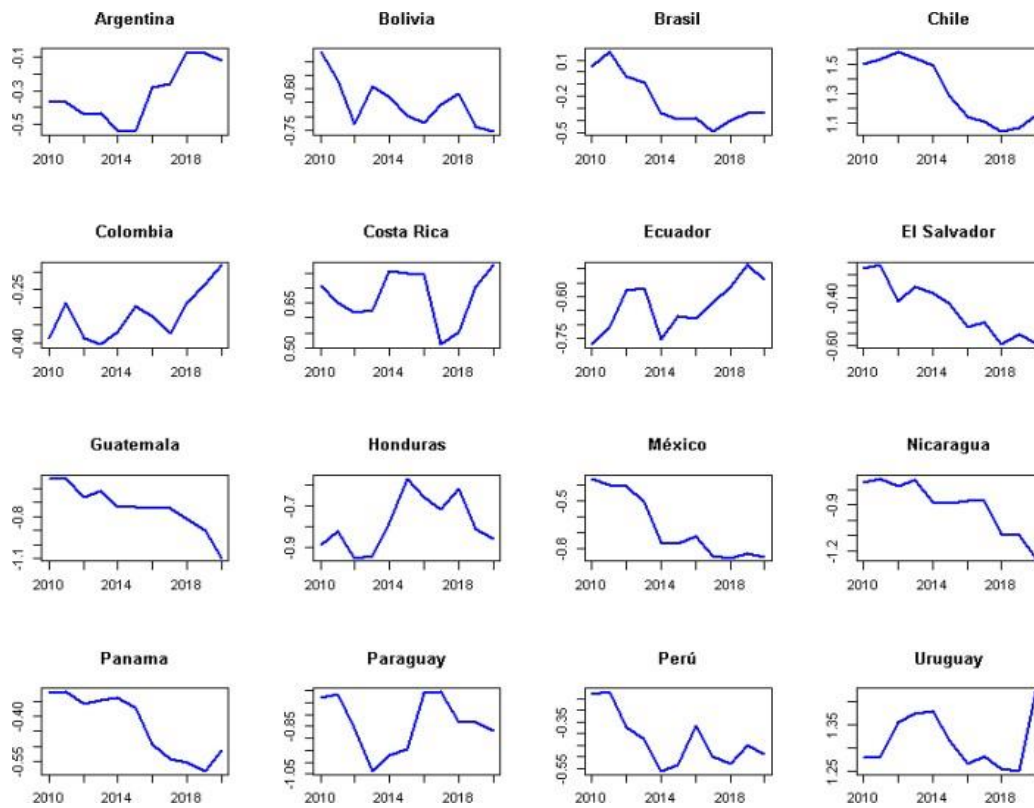 Argentina Bolivia Brasil Chile
-0.1 -0.3 -0.5 -0.60 -0.75 0.1 -0.2 -0.5 1.5 1.3 1.1
2010 2014 2018 2010 2014 2018 2010 2014 2018 2010 2014 2018
Colombia Costa Rica Ecuador El Salvador
-0.25 -0.40 0.65 0.50 -0.60 -0.75 -0.40 -0.60
2010 2014 2018 2010 2014 2018 2010 2014 2018 2010 2014 2018
Guatemala Honduras México Nicaragua
-0.8 -1.1 -0.7 -0.9 -0.5 -0.8 -0.9 -1.2
2010 2014 2018 2010 2014 2018 2010 2014 2018 2010 2014 2018
Panama Paraguay Perú Uruguay
-0.40 -0.55 -0.85 -1.05 -0.35 -0.55 1.35 1.25
2010 2014 2018 2010 2014 2018 2010 2014 2018 2010 2014 2018